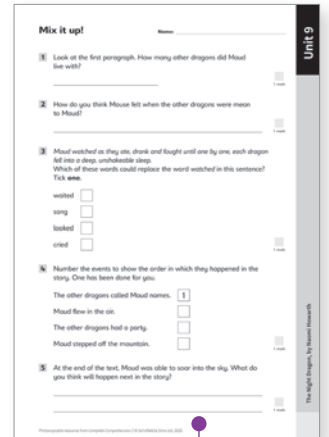 Mix it up!
Name:
1 Look at the first paragraph. How many other dragons did Maud
live with?
1 mark
2 How do you think Mouse felt when the other dragons were mean
to Maud?
1 mark
3 Maud watched as they ate, drank and fought until one by one, each dragon
fell into a deep, unshakeable sleep.
Which of these words could replace the word watched in this sentence?
Tick one.
waited
sang
looked
cried
1 mark
4 Number the events to show the order in which they happened in the
story. One has been done for you.
The other dragons called Maud names. 1
Maud flew in the air.
The other dragons had a party.
Maud stepped off the mountain.
1 mark
5 At the end of the text, Maud was able to soar into the sky. What do
you think will happen next in the story?
1 mark
Unit 9
The Night Dragon, by Naomi Howarth